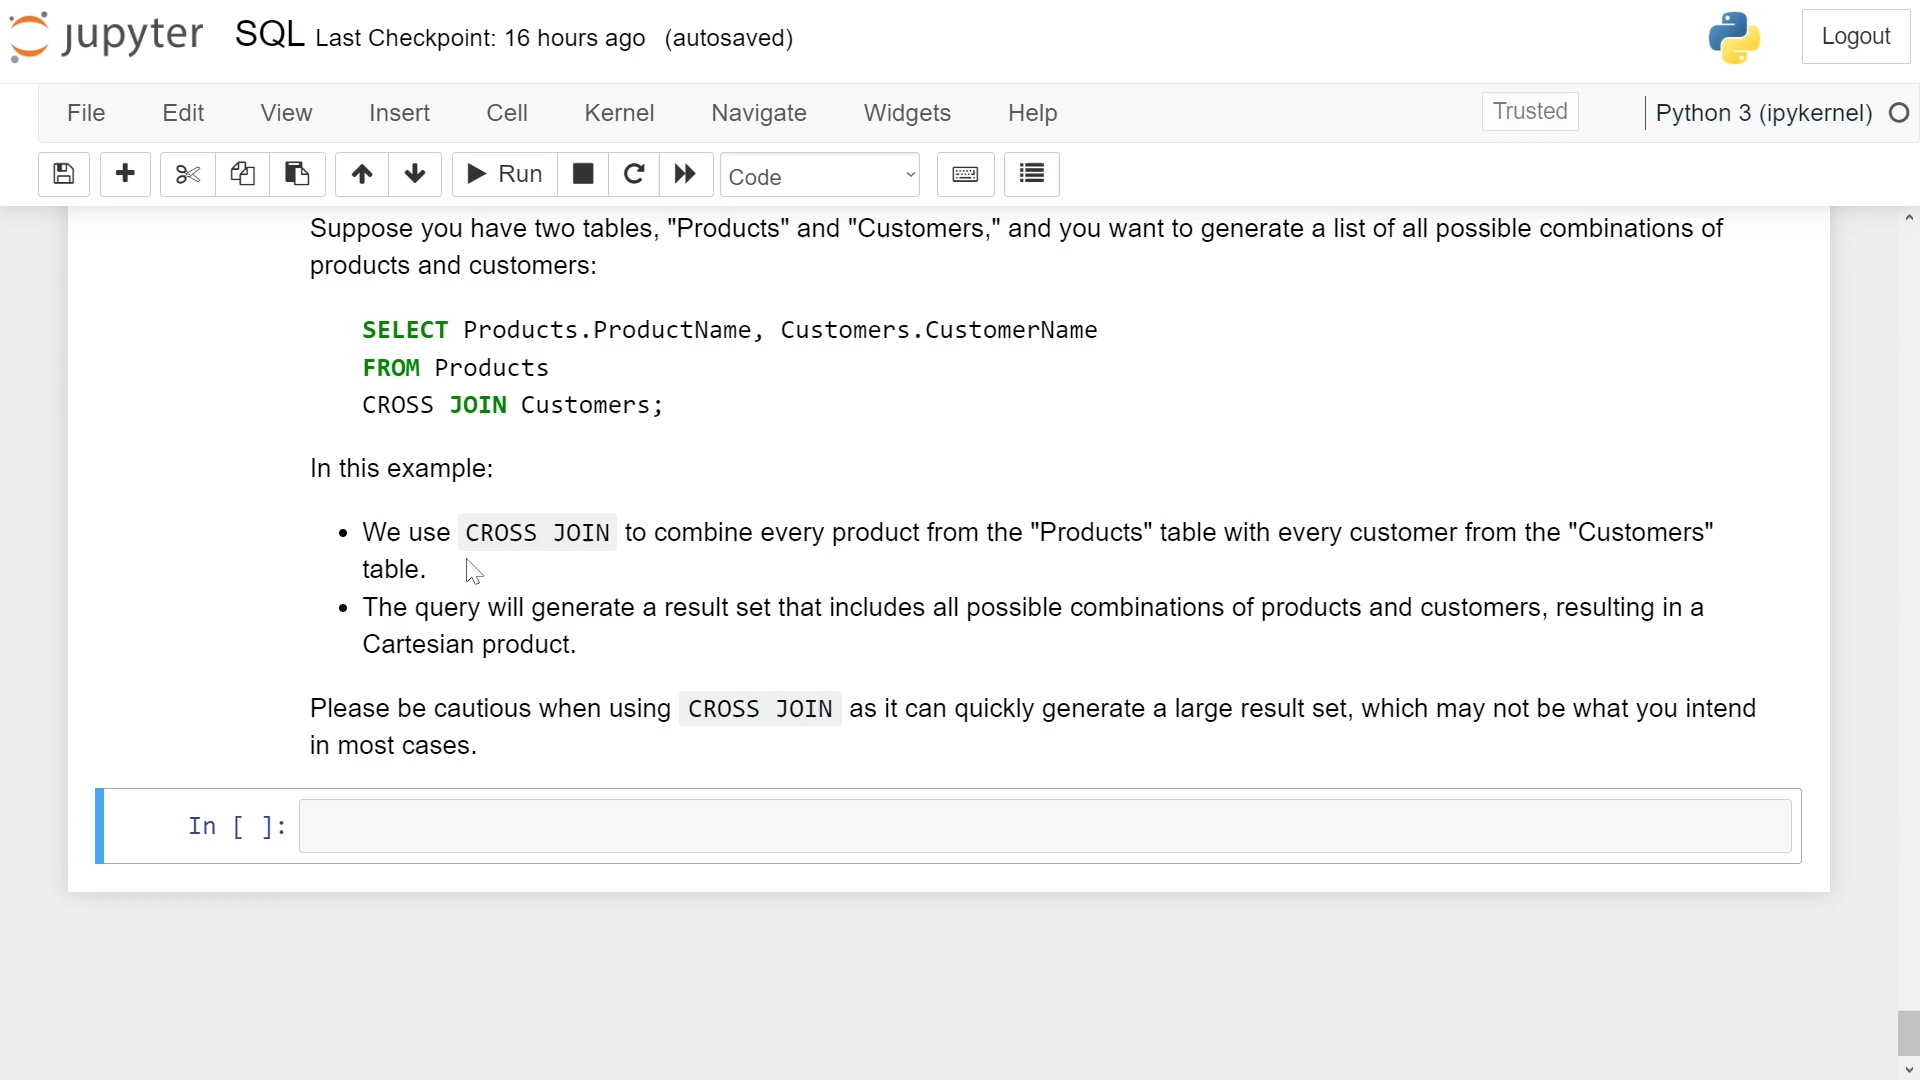 jupyter SQL Last Checkpoint: 16 hours ago (autosaved)
Logout
File Edit View Insert Cell Kernel Navigate Widgets Help
Trusted
Python 3 (ipykernel)
Run
Code
Suppose you have two tables, "Products" and "Customers," and you want to generate a list of all possible combinations of
products and customers:
SELECT Products.ProductName, Customers.CustomerName
FROM Products
CROSS JOIN Customers;
In this example:
• We use CROSS JOIN to combine every product from the "Products" table with every customer from the "Customers"
table.
• The query will generate a result set that includes all possible combinations of products and customers, resulting in a
Cartesian product.
Please be cautious when using CROSS JOIN as it can quickly generate a large result set, which may not be what you intend
in most cases.
In [ ]: